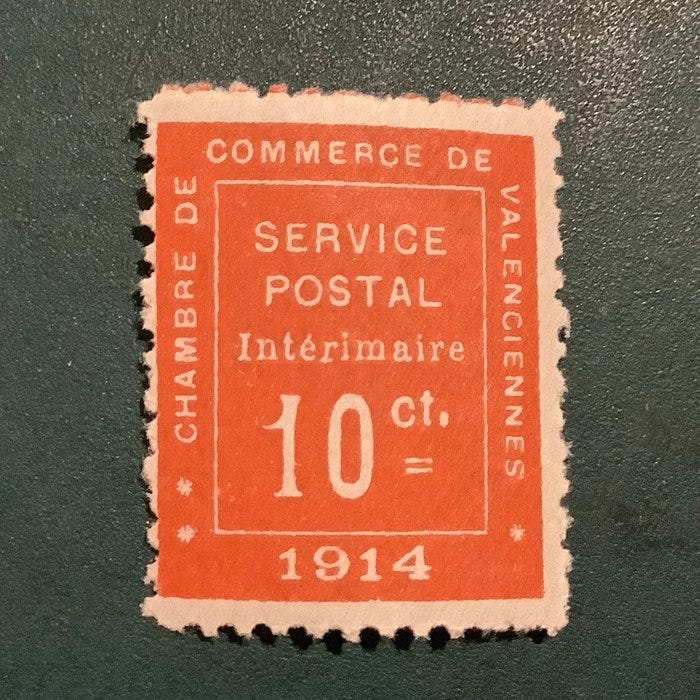 CHAMBRE DE
COMMERCE DE
VALENCIENNES
SERVICE
POSTAL
Intérimaire
10 ct.
1914